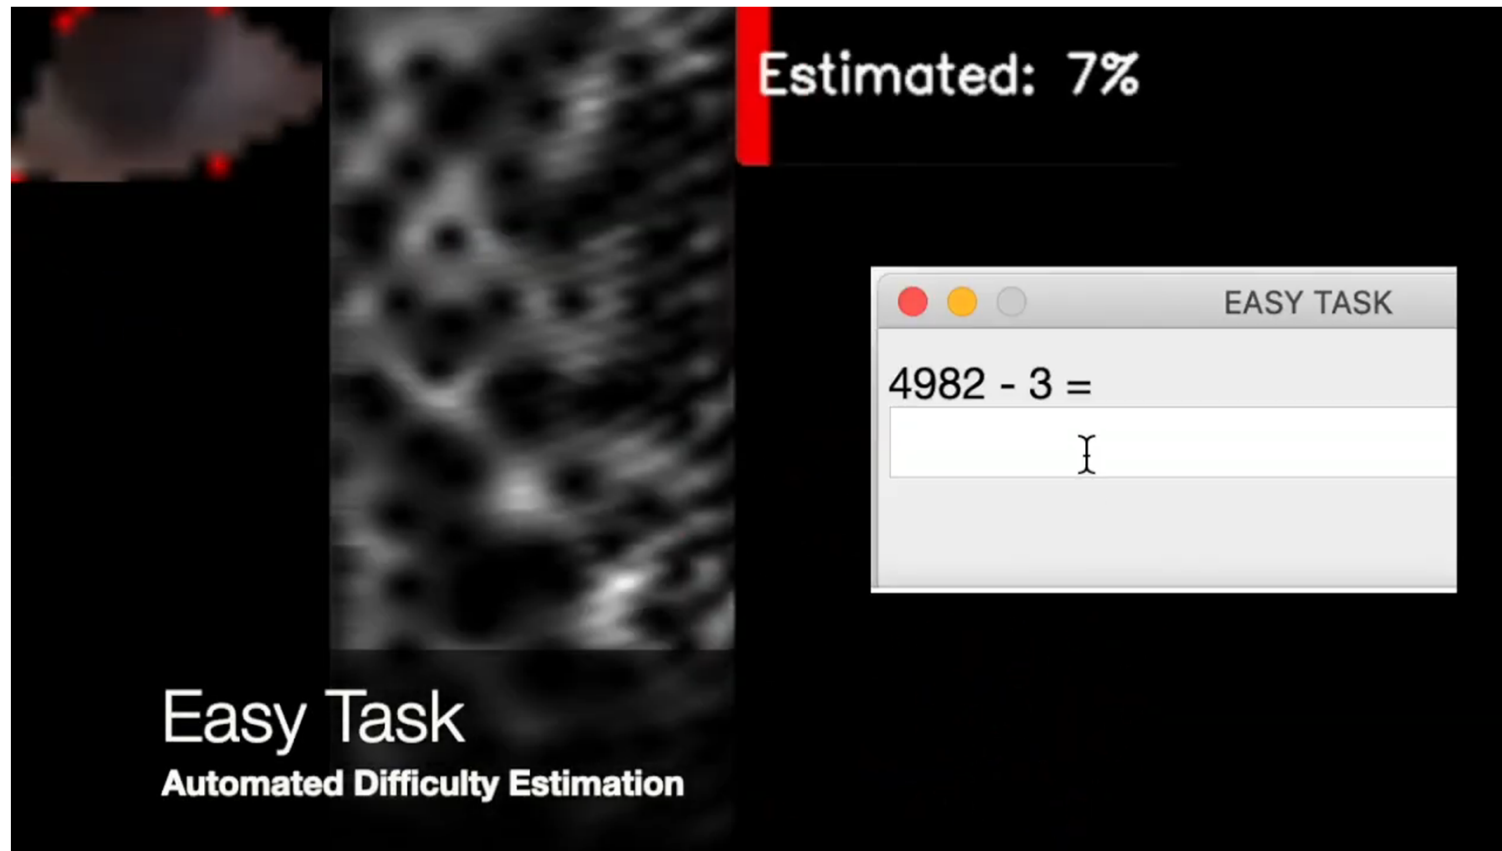 Estimated: 7%
EASY TASK
4982 - 3 =
Easy Task
Automated Difficulty Estimation